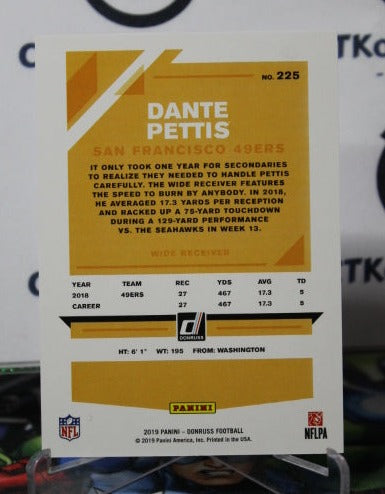 TKo
NO. 225
DANTE
PETTIS
SAN FRANCISCO 49ERS
IT ONLY TOOK ONE YEAR FOR SECONDARIES
TO REALIZE THEY NEEDED TO HANDLE PETTIS
CAREFULLY. THE WIDE RECEIVER FEATURES
THE SPEED TO BURN BY ANYBODY. IN 2018,
HE AVERAGED 17.3 YARDS PER RECEPTION
AND RACKED UP A 75-YARD TOUCHDOWN
DURING A 129-YARD PERFORMANCE
VS. THE SEAHAWKS IN WEEK 13.
WIDE RECEIVER
YEAR TEAM REC YDS AVG TD
2018 49ERS 27 467 17.3 5
CAREER 27 467 17.3 5
DONRUSS
HT: 6' 1" WT: 195 FROM: WASHINGTON
PANINI
NFL
NFLPA
2019 PANINI – DONRUSS FOOTBALL
© 2019 Panini America, Inc. Printed in the USA.